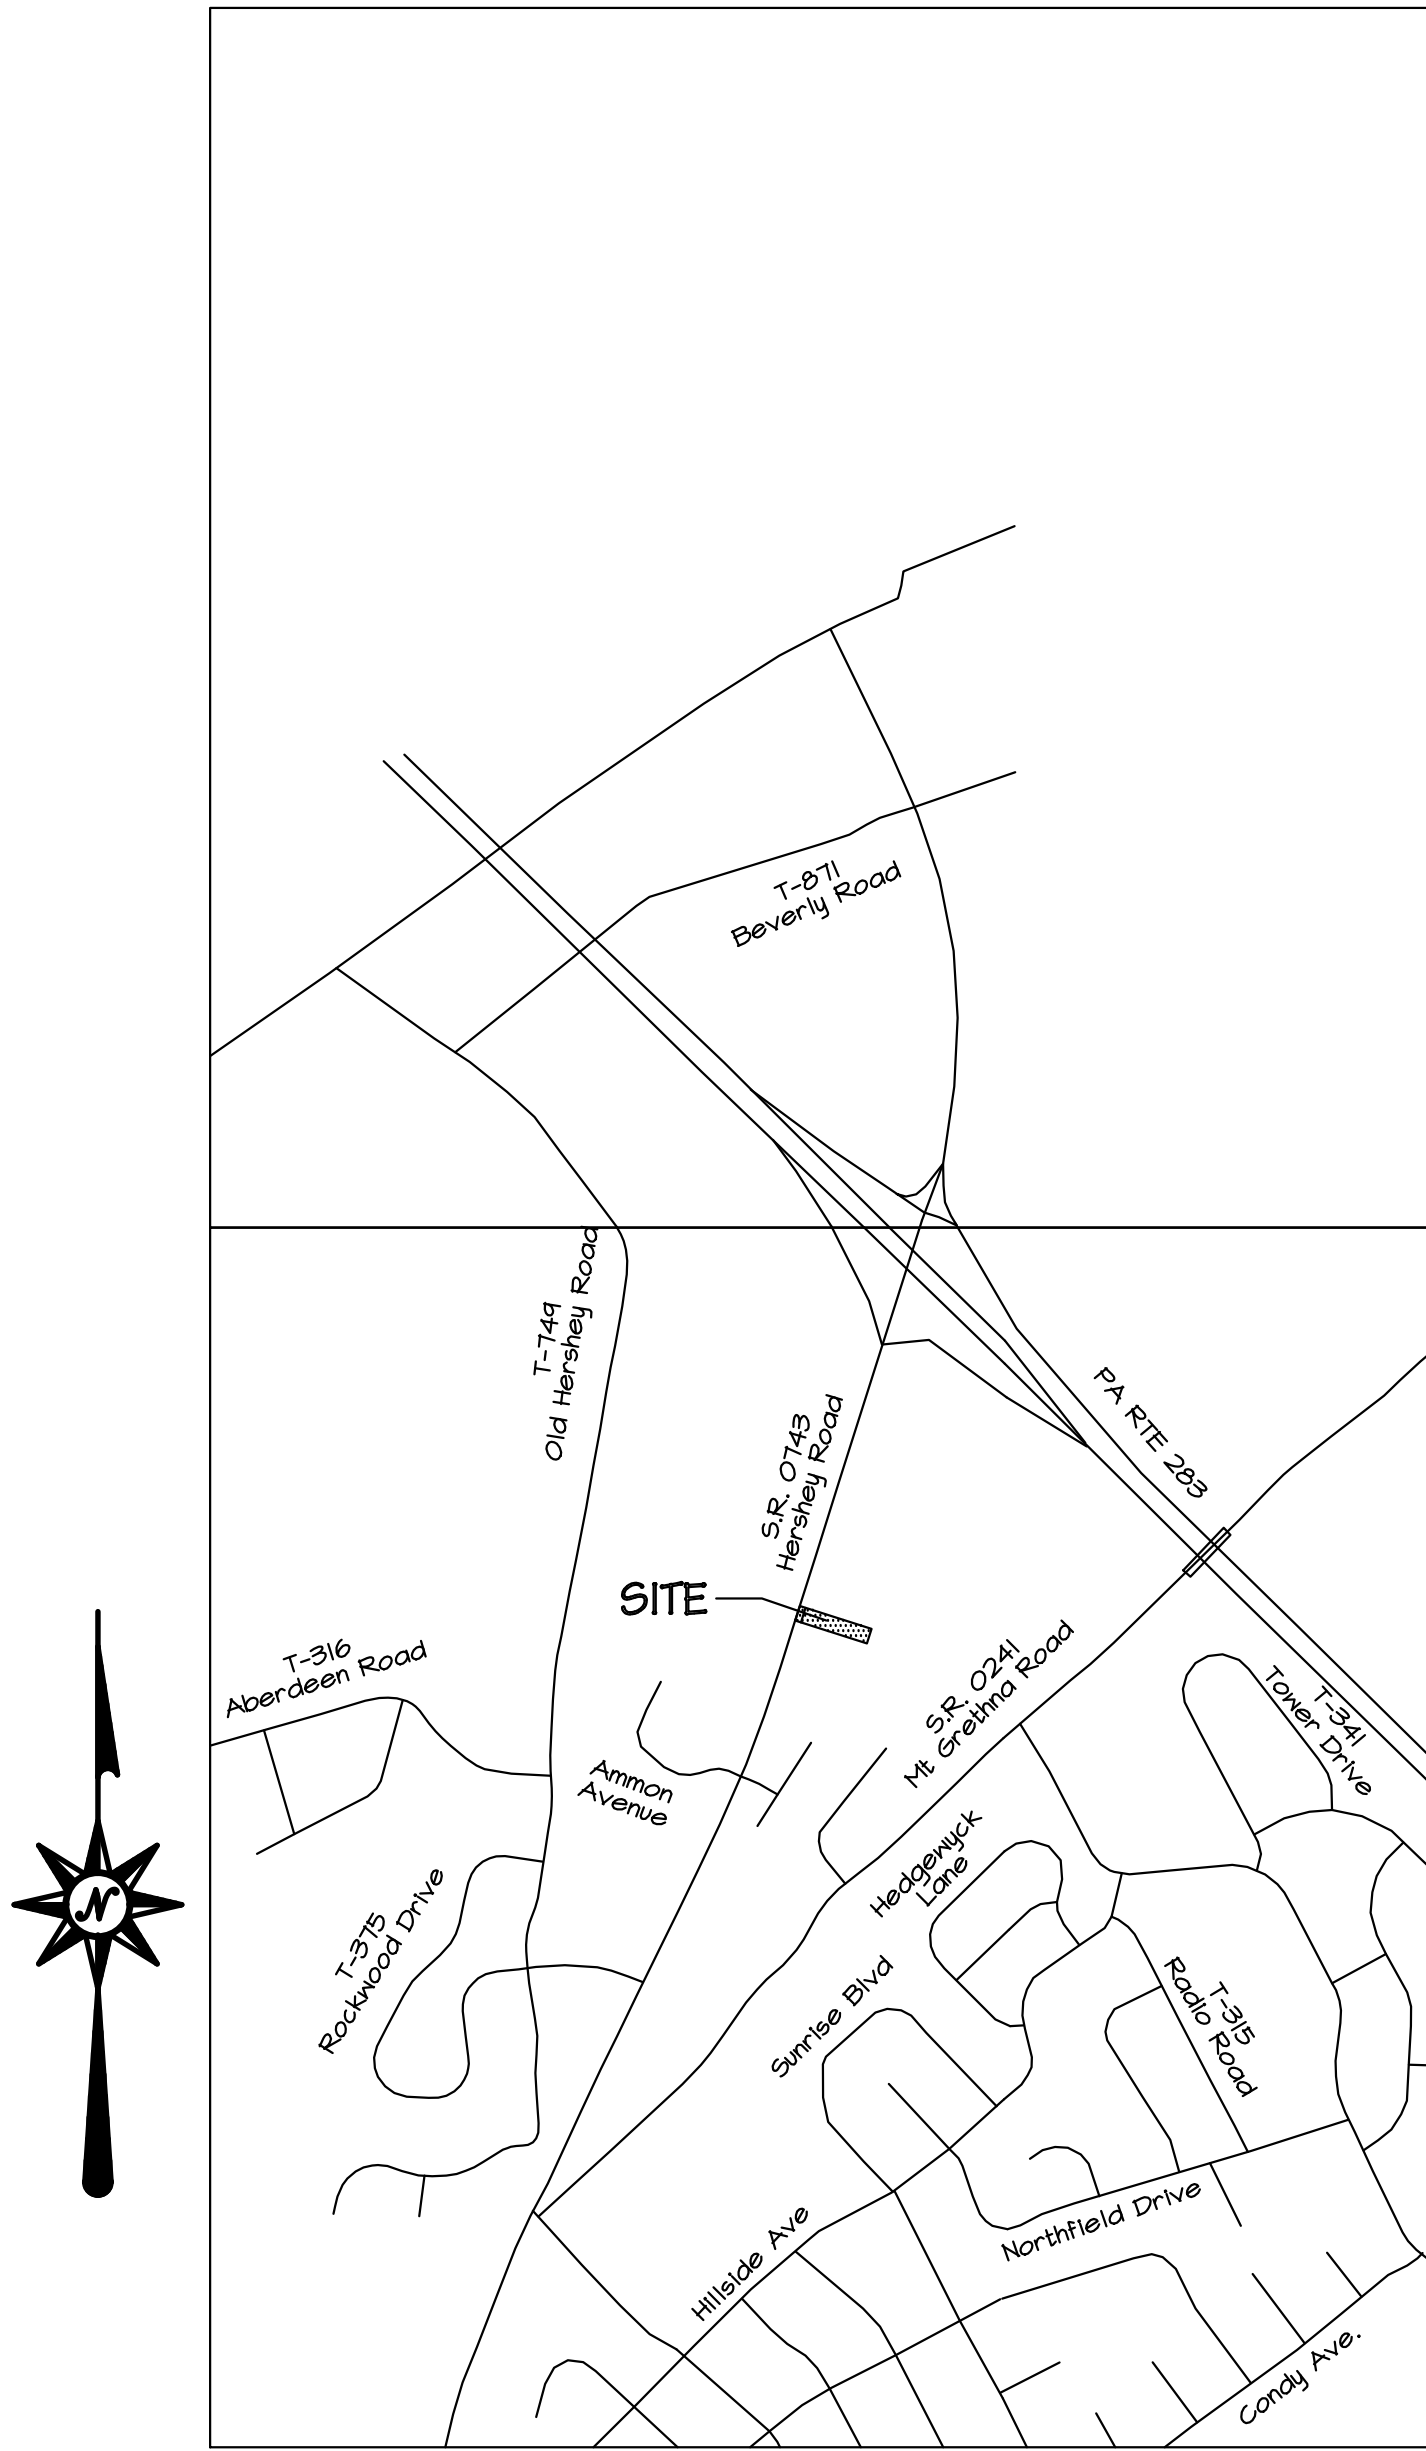 T-871
Beverly Road
T-749
Old Hershey Road
PA RTE 283
S.R. 0743
Hershey Road
SITE
T-316
Aberdeen Road
S.R. 0241
Mt Grethna Road
T-341
Tower Drive
Ammon
Avenue
Hedgewyck
Lane
T-375
Rockwood Drive
N
Sunrise Blvd
T-315
Radio Road
Northfield Drive
Hillside Ave
Condy Ave.